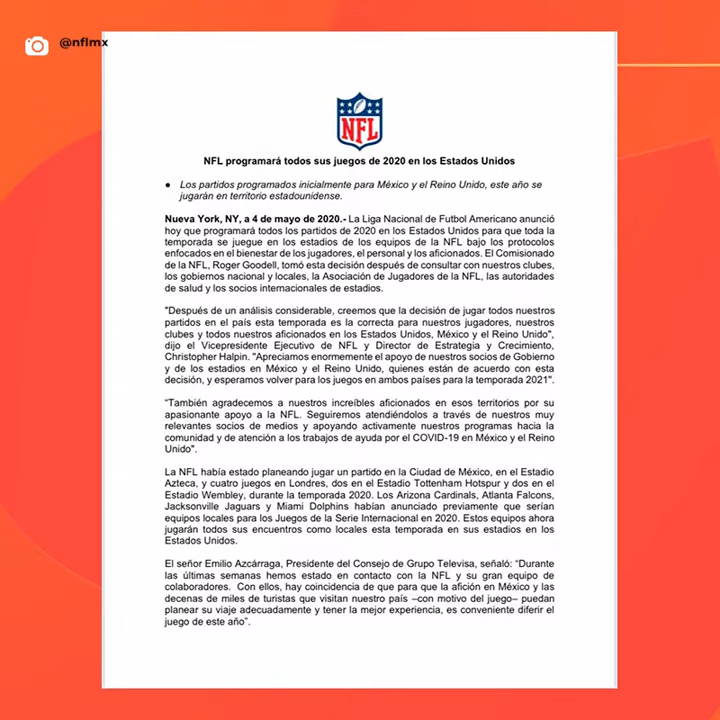 @nflmx
NFL
NFL programará todos sus juegos de 2020 en los Estados Unidos
● Los partidos programados inicialmente para México y el Reino Unido, este año se
jugarán en territorio estadounidense.
Nueva York, NY, a 4 de mayo de 2020.- La Liga Nacional de Futbol Americano anunció
hoy que programará todos los partidos de 2020 en los Estados Unidos para que toda la
temporada se juegue en los estadios de los equipos de la NFL bajo los protocolos
enfocados en el bienestar de los jugadores, el personal y los aficionados. El Comisionado
de la NFL, Roger Goodell, tomó esta decisión después de consultar con nuestros clubes,
los gobiernos nacional y locales, la Asociación de Jugadores de la NFL, las autoridades
de salud y los socios internacionales de estadios.
"Después de un análisis considerable, creemos que la decisión de jugar todos nuestros
partidos en el país esta temporada es la correcta para nuestros jugadores, nuestros
clubes y todos nuestros aficionados en los Estados Unidos, México y el Reino Unido",
dijo el Vicepresidente Ejecutivo de NFL y Director de Estrategia y Crecimiento,
Christopher Halpin. "Apreciamos enormemente el apoyo de nuestros socios de Gobierno
y de los estadios en México y el Reino Unido, quienes están de acuerdo con esta
decisión, y esperamos volver para los juegos en ambos países para la temporada 2021".
“También agradecemos a nuestros increíbles aficionados en esos territorios por su
apasionante apoyo a la NFL. Seguiremos atendiéndolos a través de nuestros muy
relevantes socios de medios y apoyando activamente nuestros programas hacia la
comunidad y de atención a los trabajos de ayuda por el COVID-19 en México y el Reino
Unido".
La NFL había estado planeando jugar un partido en la Ciudad de México, en el Estadio
Azteca, y cuatro juegos en Londres, dos en el Estadio Tottenham Hotspur y dos en el
Estadio Wembley, durante la temporada 2020. Los Arizona Cardinals, Atlanta Falcons,
Jacksonville Jaguars y Miami Dolphins habían anunciado previamente que serían
equipos locales para los Juegos de la Serie Internacional en 2020. Estos equipos ahora
jugarán todos sus encuentros como locales esta temporada en sus estadios en los
Estados Unidos.
El señor Emilio Azcárraga, Presidente del Consejo de Grupo Televisa, señaló: “Durante
las últimas semanas hemos estado en contacto con la NFL y su gran equipo de
colaboradores. Con ellos, hay coincidencia de que para que la afición en México y las
decenas de miles de turistas que visitan nuestro país –con motivo del juego– puedan
planear su viaje adecuadamente y tener la mejor experiencia, es conveniente diferir el
juego de este año”.